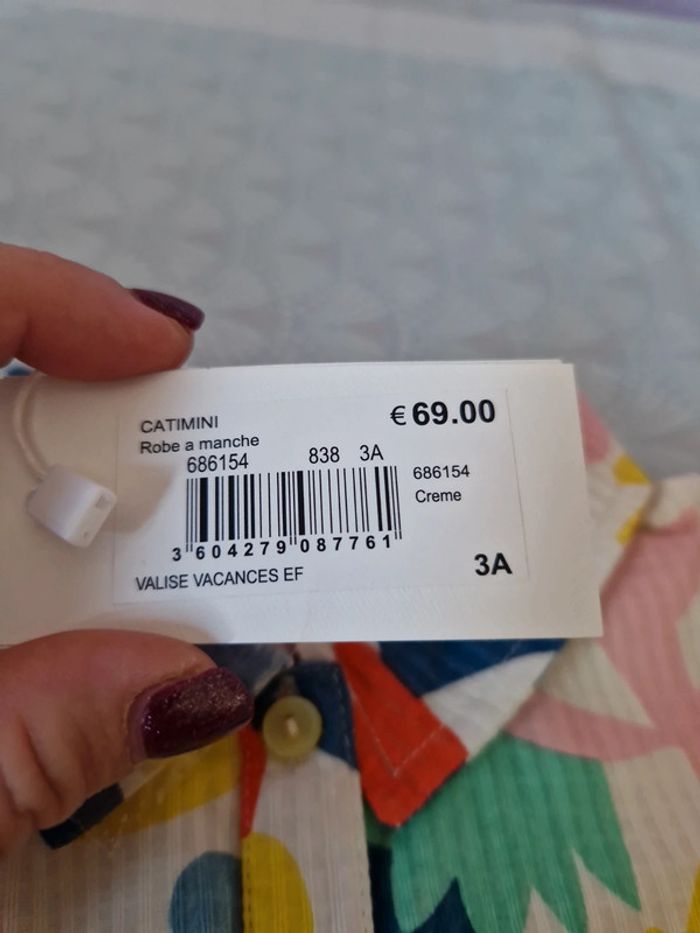 CATIMINI
€ 69.00
Robe a manche
686154 838 3A
686154
Creme
3 604279 087761
VALISE VACANCES EF
3A